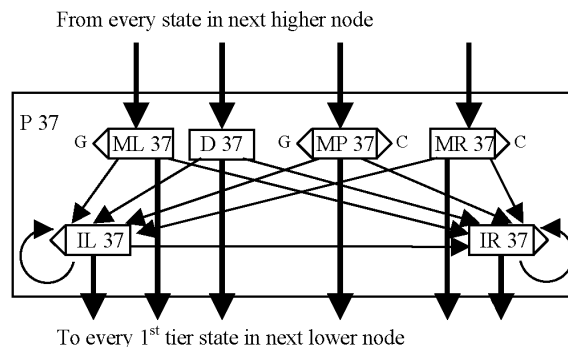 From every state in next higher node
P 37
G ML 37 D 37 G MP 37 C MR 37 C
IL 37 IR 37
To every 1st tier state in next lower node